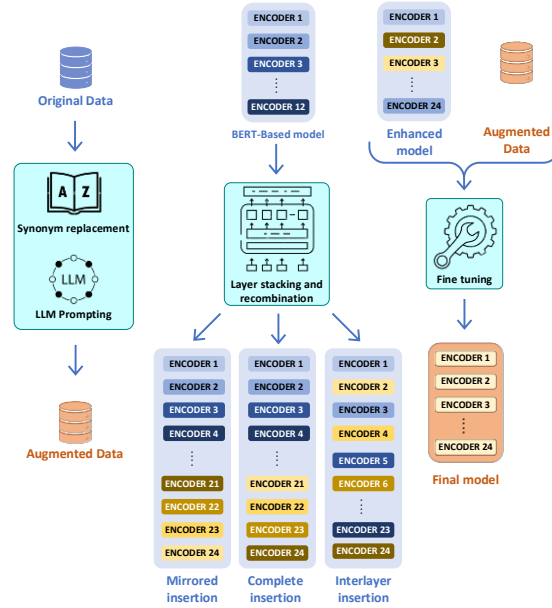 Original Data
A Z
Synonym replacement
LLM
LLM Prompting
Augmented Data
ENCODER 1
ENCODER 2
ENCODER 3
ENCODER 12
BERT-Based model
Layer stacking and
recombination
ENCODER 1
ENCODER 2
ENCODER 3
ENCODER 4
ENCODER 21
ENCODER 22
ENCODER 23
ENCODER 24
Mirrored
insertion
ENCODER 1
ENCODER 2
ENCODER 3
ENCODER 4
ENCODER 21
ENCODER 22
ENCODER 23
ENCODER 24
Complete
insertion
ENCODER 1
ENCODER 2
ENCODER 3
ENCODER 4
ENCODER 5
ENCODER 6
ENCODER 23
ENCODER 24
Interlayer
insertion
ENCODER 1
ENCODER 2
ENCODER 3
ENCODER 24
Enhanced
model
Augmented
Data
Fine tuning
ENCODER 1
ENCODER 2
ENCODER 3
ENCODER 24
Final model